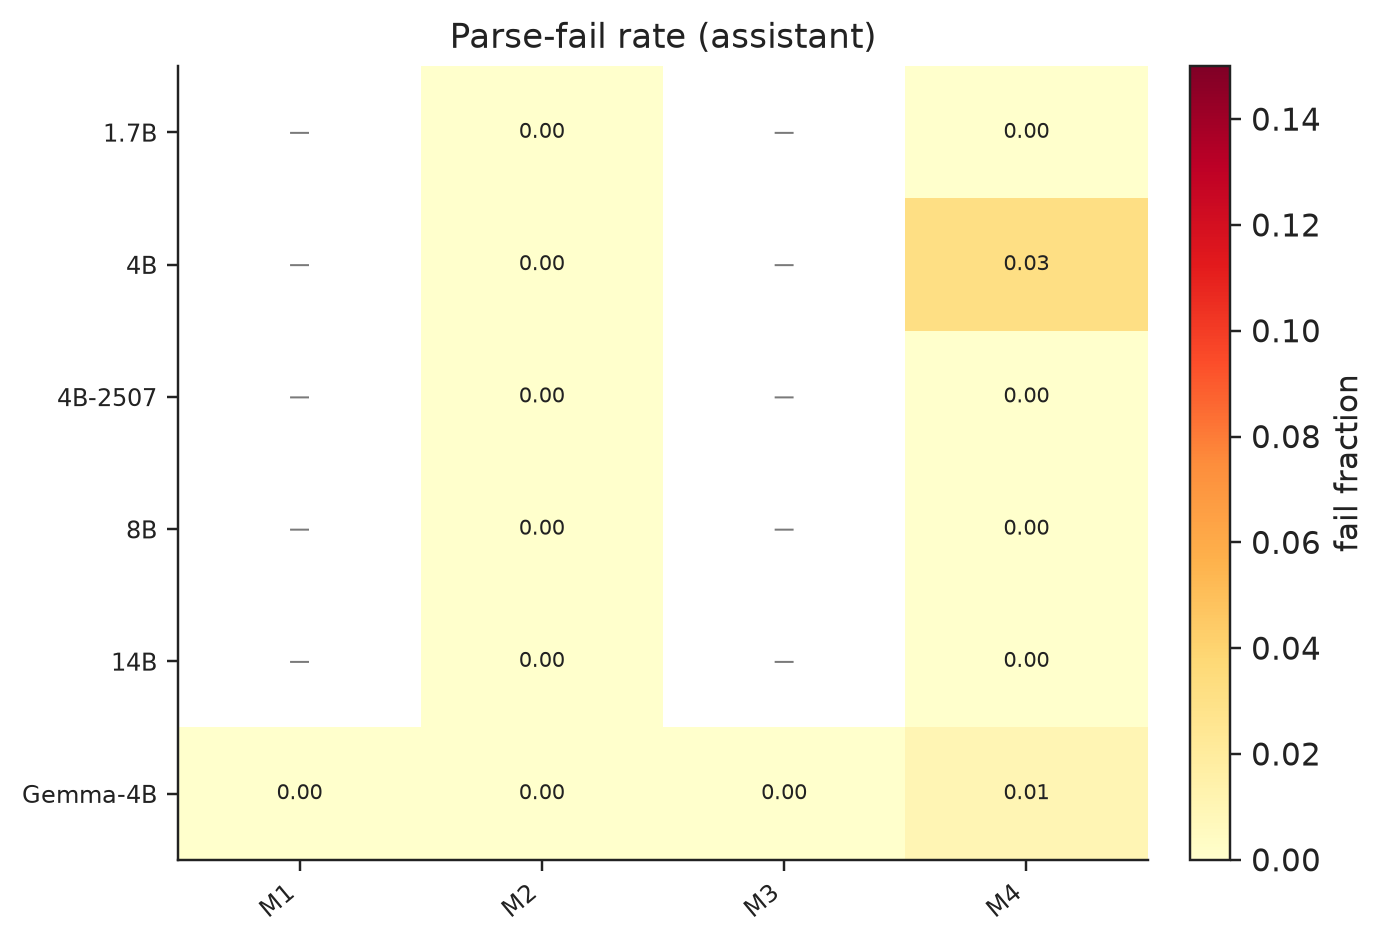 Parse-fail rate (assistant)
1.7B — 0.00 — 0.00
4B — 0.00 — 0.03
4B-2507 — 0.00 — 0.00
8B — 0.00 — 0.00
14B — 0.00 — 0.00
Gemma-4B 0.00 0.00 0.00 0.01
M1 M2 M3 M4
0.14
0.12
0.10
0.08
0.06
0.04
0.02
0.00
fail fraction